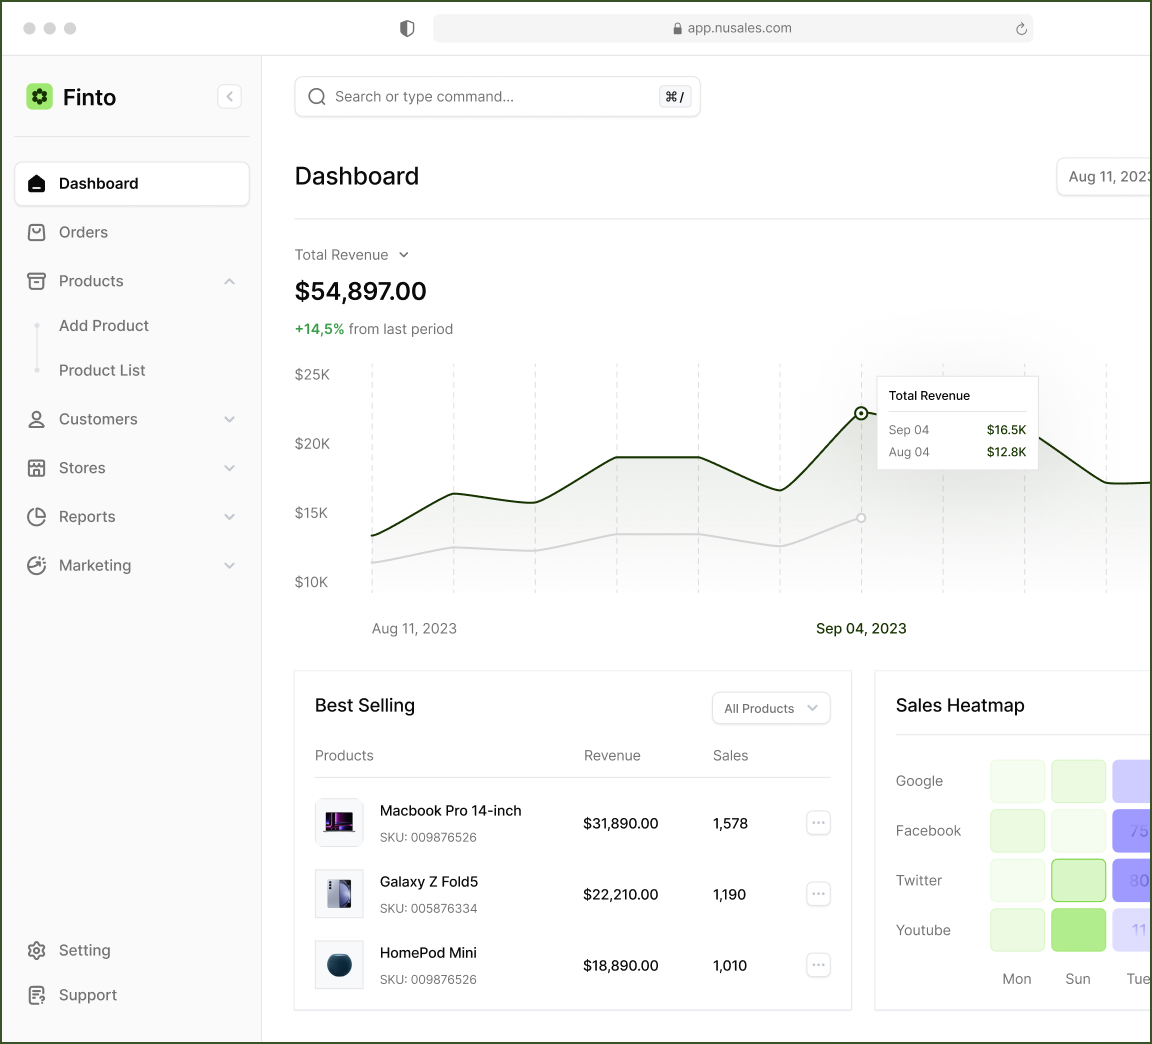 app.nusales.com
Finto
Search or type command...
⌘ /
Dashboard
Orders
Products
Add Product
Product List
Customers
Stores
Reports
Marketing
Setting
Support
Dashboard
Aug 11, 2023
Total Revenue
$54,897.00
+14,5% from last period
$25K
$20K
$15K
$10K
Total Revenue
Sep 04 $16.5K
Aug 04 $12.8K
Aug 11, 2023 Sep 04, 2023
Best Selling
All Products
Products Revenue Sales
Macbook Pro 14-inch
SKU: 009876526
$31,890.00 1,578
Galaxy Z Fold5
SKU: 005876334
$22,210.00 1,190
HomePod Mini
SKU: 009876526
$18,890.00 1,010
Sales Heatmap
Google
Facebook 75
Twitter 80
Youtube 11
Mon Sun Tue